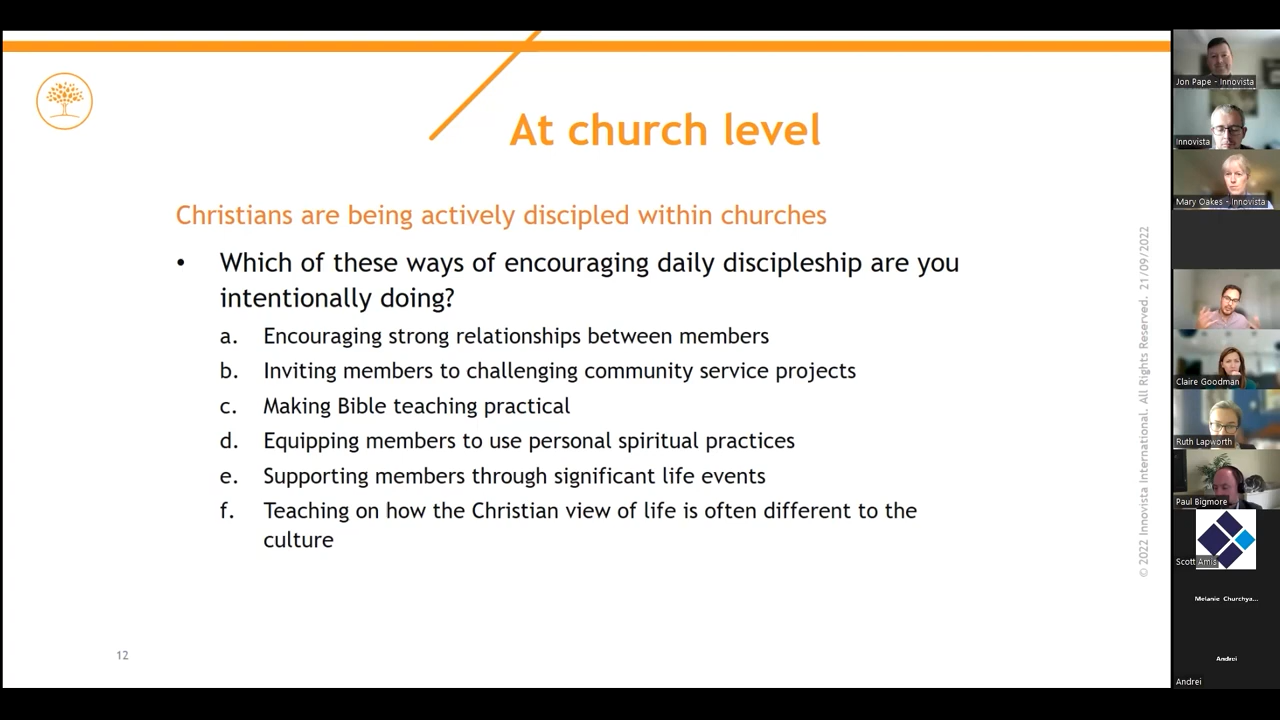 At church level
Christians are being actively discipled within churches
• Which of these ways of encouraging daily discipleship are you
intentionally doing?
a. Encouraging strong relationships between members
b. Inviting members to challenging community service projects
c. Making Bible teaching practical
d. Equipping members to use personal spiritual practices
e. Supporting members through significant life events
f. Teaching on how the Christian view of life is often different to the
culture
12
© 2022 Innovista International. All Rights Reserved. 21/09/2022
Jon Pape - Innovista
Innovista
Mary Oakes - Innovista
Claire Goodman
Ruth Lapworth
Paul Bigmore
Scott Amis
Melanie Churchya...
Andrei
Andrei